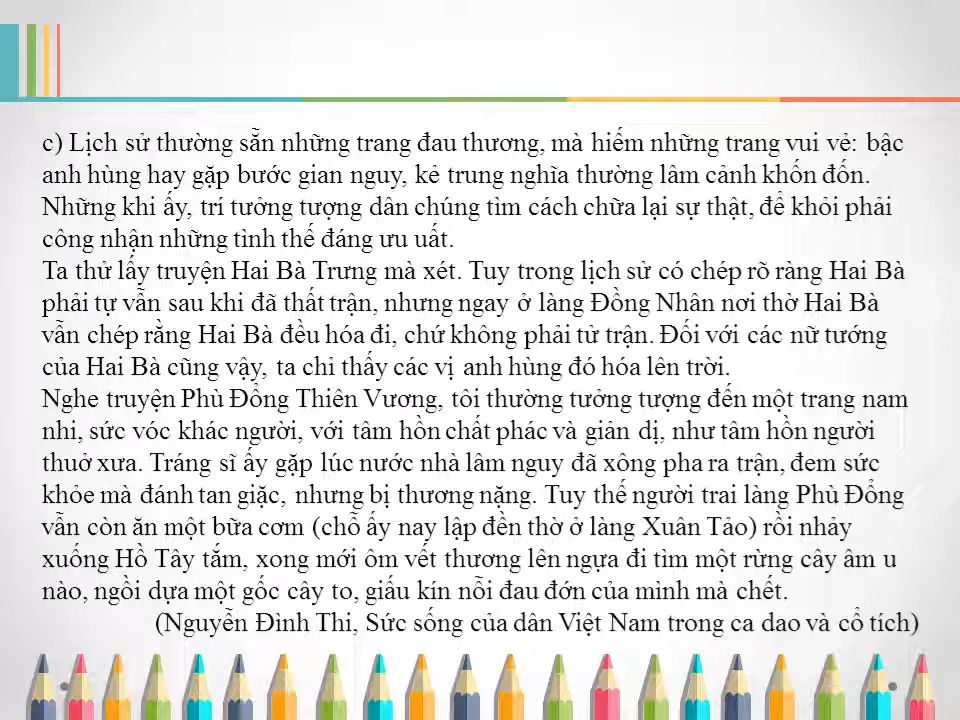 c) Lịch sử thường sẵn những trang đau thương, mà hiếm những trang vui vẻ: bậc
anh hùng hay gặp bước gian nguy, kẻ trung nghĩa thường lâm cảnh khốn đốn.
Những khi ấy, trí tưởng tượng dân chúng tìm cách chữa lại sự thật, để khỏi phải
công nhận những tình thế đáng ưu uất.
Ta thử lấy truyện Hai Bà Trưng mà xét. Tuy trong lịch sử có chép rõ ràng Hai Bà
phải tự vẫn sau khi đã thất trận, nhưng ngay ở làng Đồng Nhân nơi thờ Hai Bà
vẫn chép rằng Hai Bà đều hóa đi, chứ không phải tử trận. Đối với các nữ tướng
của Hai Bà cũng vậy, ta chỉ thấy các vị anh hùng đó hóa lên trời.
Nghe truyện Phù Đổng Thiên Vương, tôi thường tưởng tượng đến một trang nam
nhi, sức vóc khác người, với tâm hồn chất phác và giản dị, như tâm hồn người
thuở xưa. Tráng sĩ ấy gặp lúc nước nhà lâm nguy đã xông pha ra trận, đem sức
khỏe mà đánh tan giặc, nhưng bị thương nặng. Tuy thế người trai làng Phù Đổng
vẫn còn ăn một bữa cơm (chỗ ấy nay lập đền thờ ở làng Xuân Tảo) rồi nhảy
xuống Hồ Tây tắm, xong mới ôm vết thương lên ngựa đi tìm một rừng cây âm u
nào, ngồi dựa một gốc cây to, giấu kín nỗi đau đớn của mình mà chết.
(Nguyễn Đình Thi, Sức sống của dân Việt Nam trong ca dao và cổ tích)